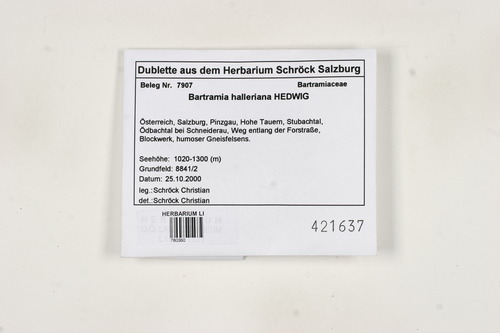 Dublette aus dem Herbarium Schröck Salzburg
Beleg Nr. 7907 Bartramiaceae
Bartramia halleriana HEDWIG
Österreich, Salzburg, Pinzgau, Hohe Tauern, Stubachtal,
Ödbachtal bei Schneiderau, Weg entlang der Forstraße,
Blockwerk, humoser Gneisfelsens.
Seehöhe: 1020-1300 (m)
Grundfeld: 8841/2
Datum: 25.10.2000
leg.:Schröck Christian
det.:Schröck Christian
HERBARIUM LI
421637